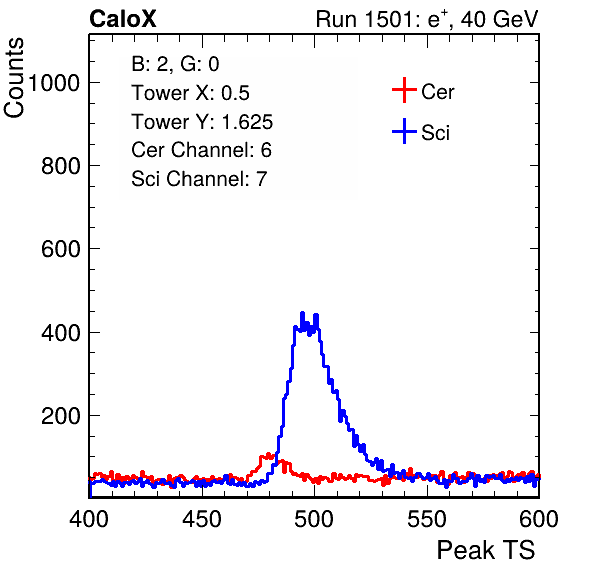 CaloX
Run 1501: e+, 40 GeV
Counts
B: 2, G: 0
Tower X: 0.5
Tower Y: 1.625
Cer Channel: 6
Sci Channel: 7
Cer
Sci
1000
800
600
400
200
400 450 500 550 600
Peak TS